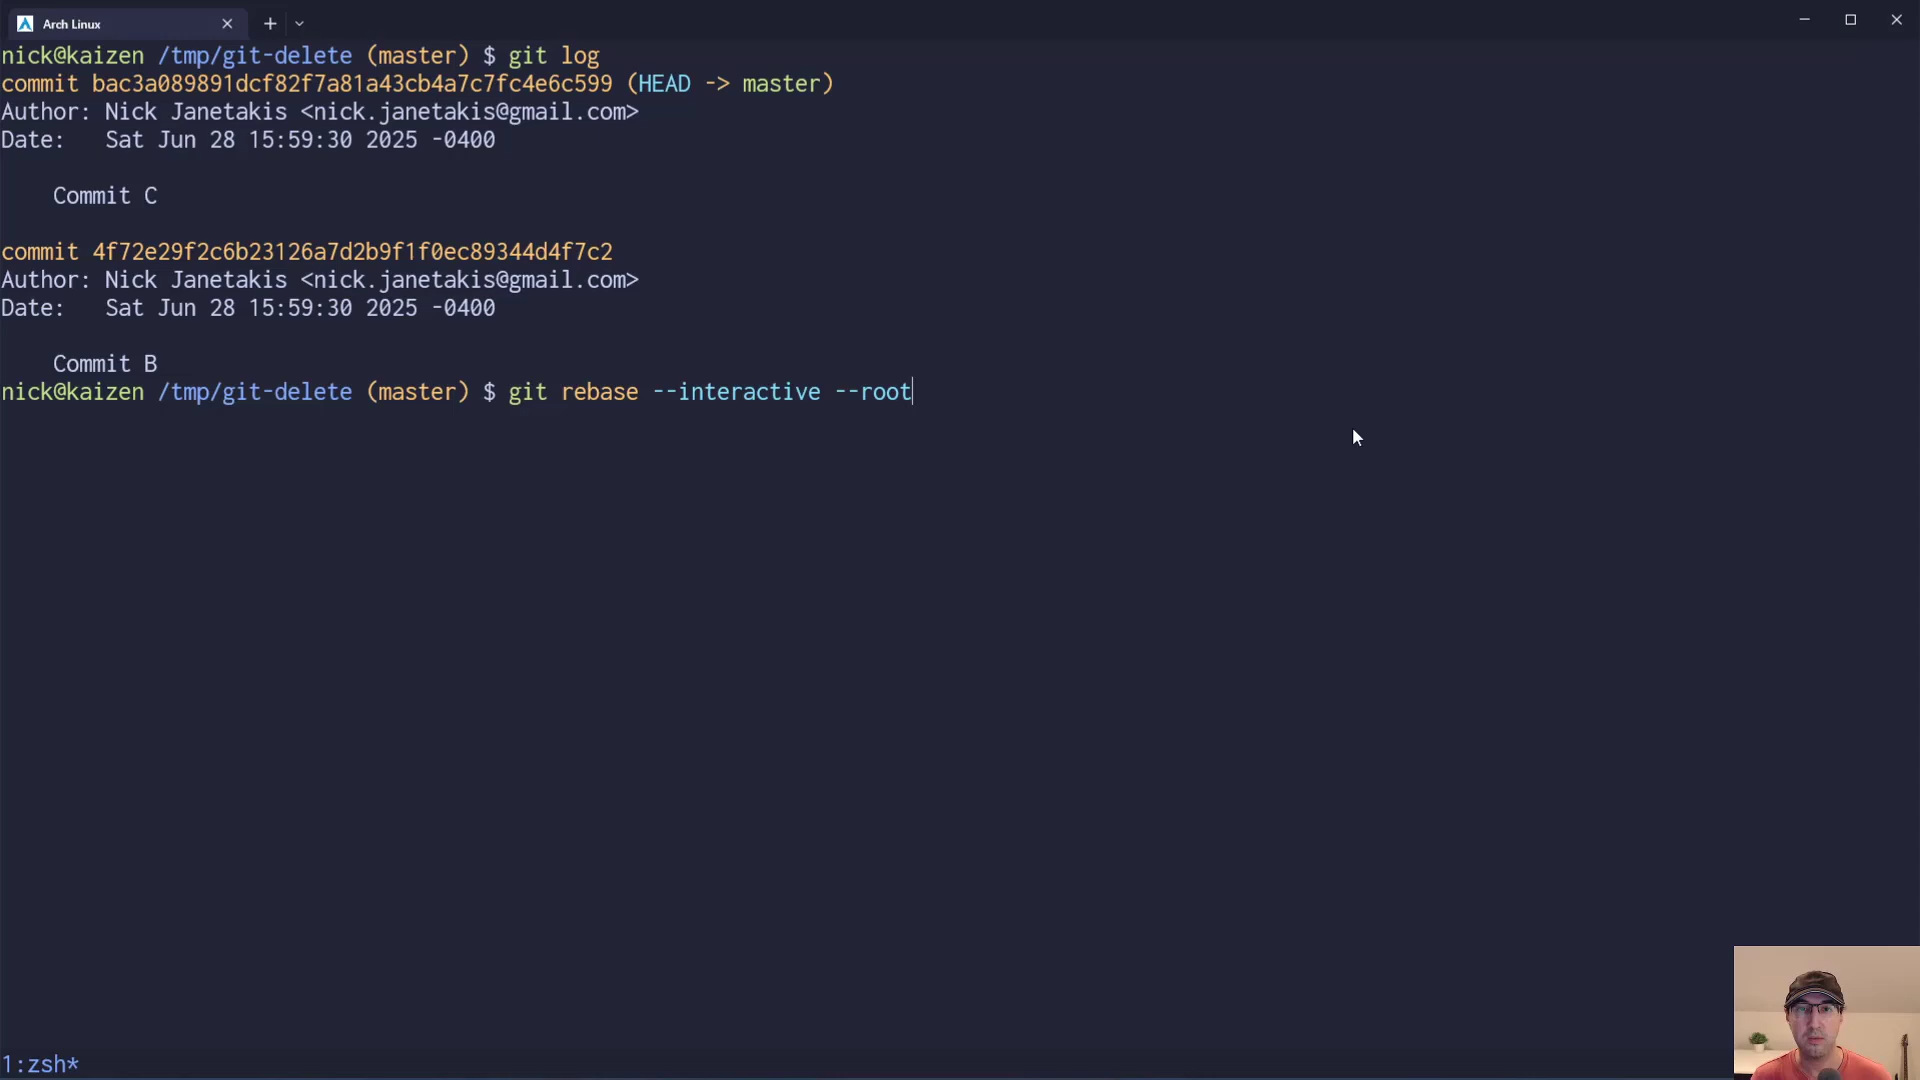 Arch Linux
nick@kaizen /tmp/git-delete (master) $ git log
commit bac3a089891dcf82f7a81a43cb4a7c7fc4e6c599 (HEAD -> master)
Author: Nick Janetakis <nick.janetakis@gmail.com>
Date:   Sat Jun 28 15:59:30 2025 -0400
Commit C
commit 4f72e29f2c6b23126a7d2b9f1f0ec89344d4f7c2
Author: Nick Janetakis <nick.janetakis@gmail.com>
Date:   Sat Jun 28 15:59:30 2025 -0400
Commit B
nick@kaizen /tmp/git-delete (master) $ git rebase --interactive --root
1:zsh*